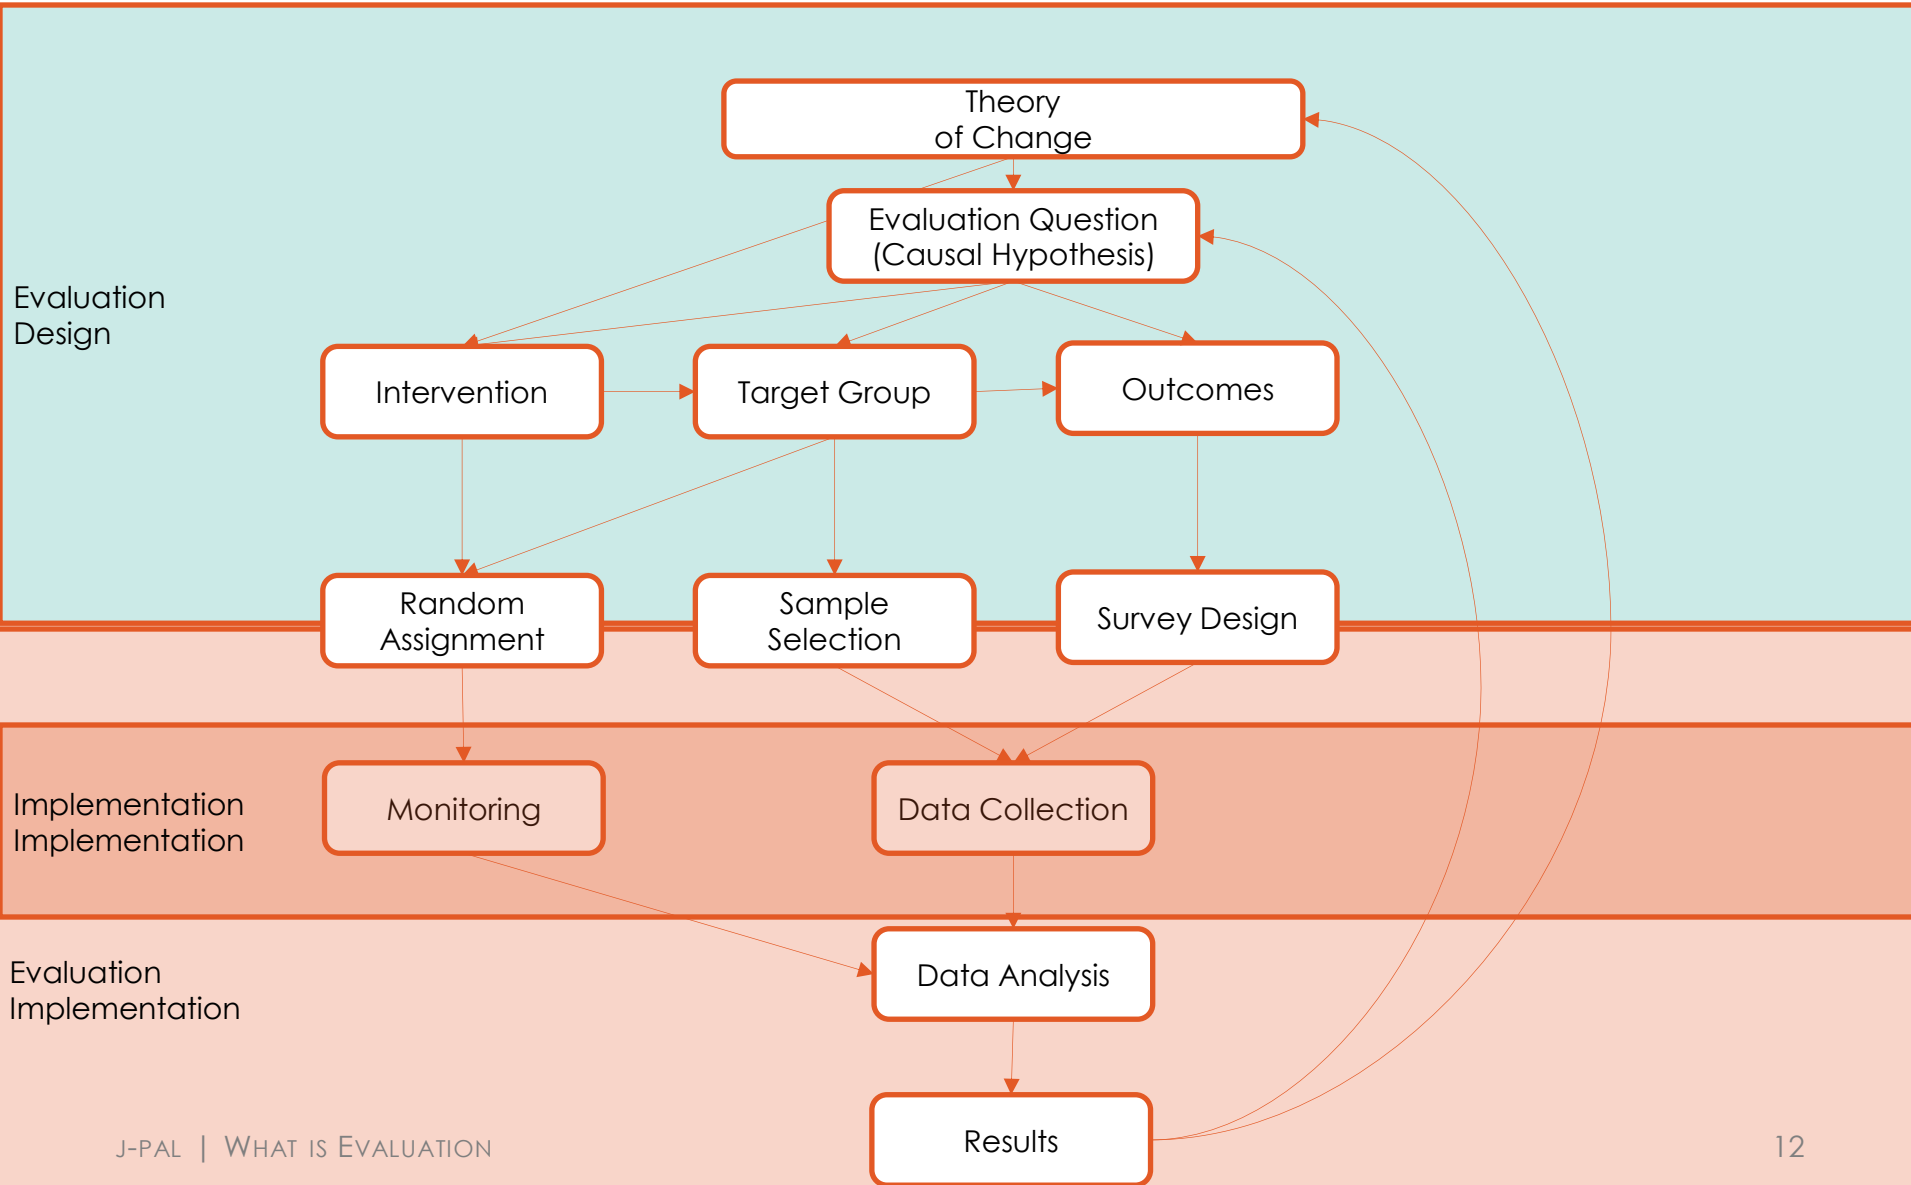 Theory
of Change
Evaluation Question
(Causal Hypothesis)
Evaluation
Design
Intervention
Target Group
Outcomes
Random
Assignment
Sample
Selection
Survey Design
Implementation
Implementation
Monitoring
Data Collection
Evaluation
Implementation
Data Analysis
Results
J-PAL | WHAT IS EVALUATION
12